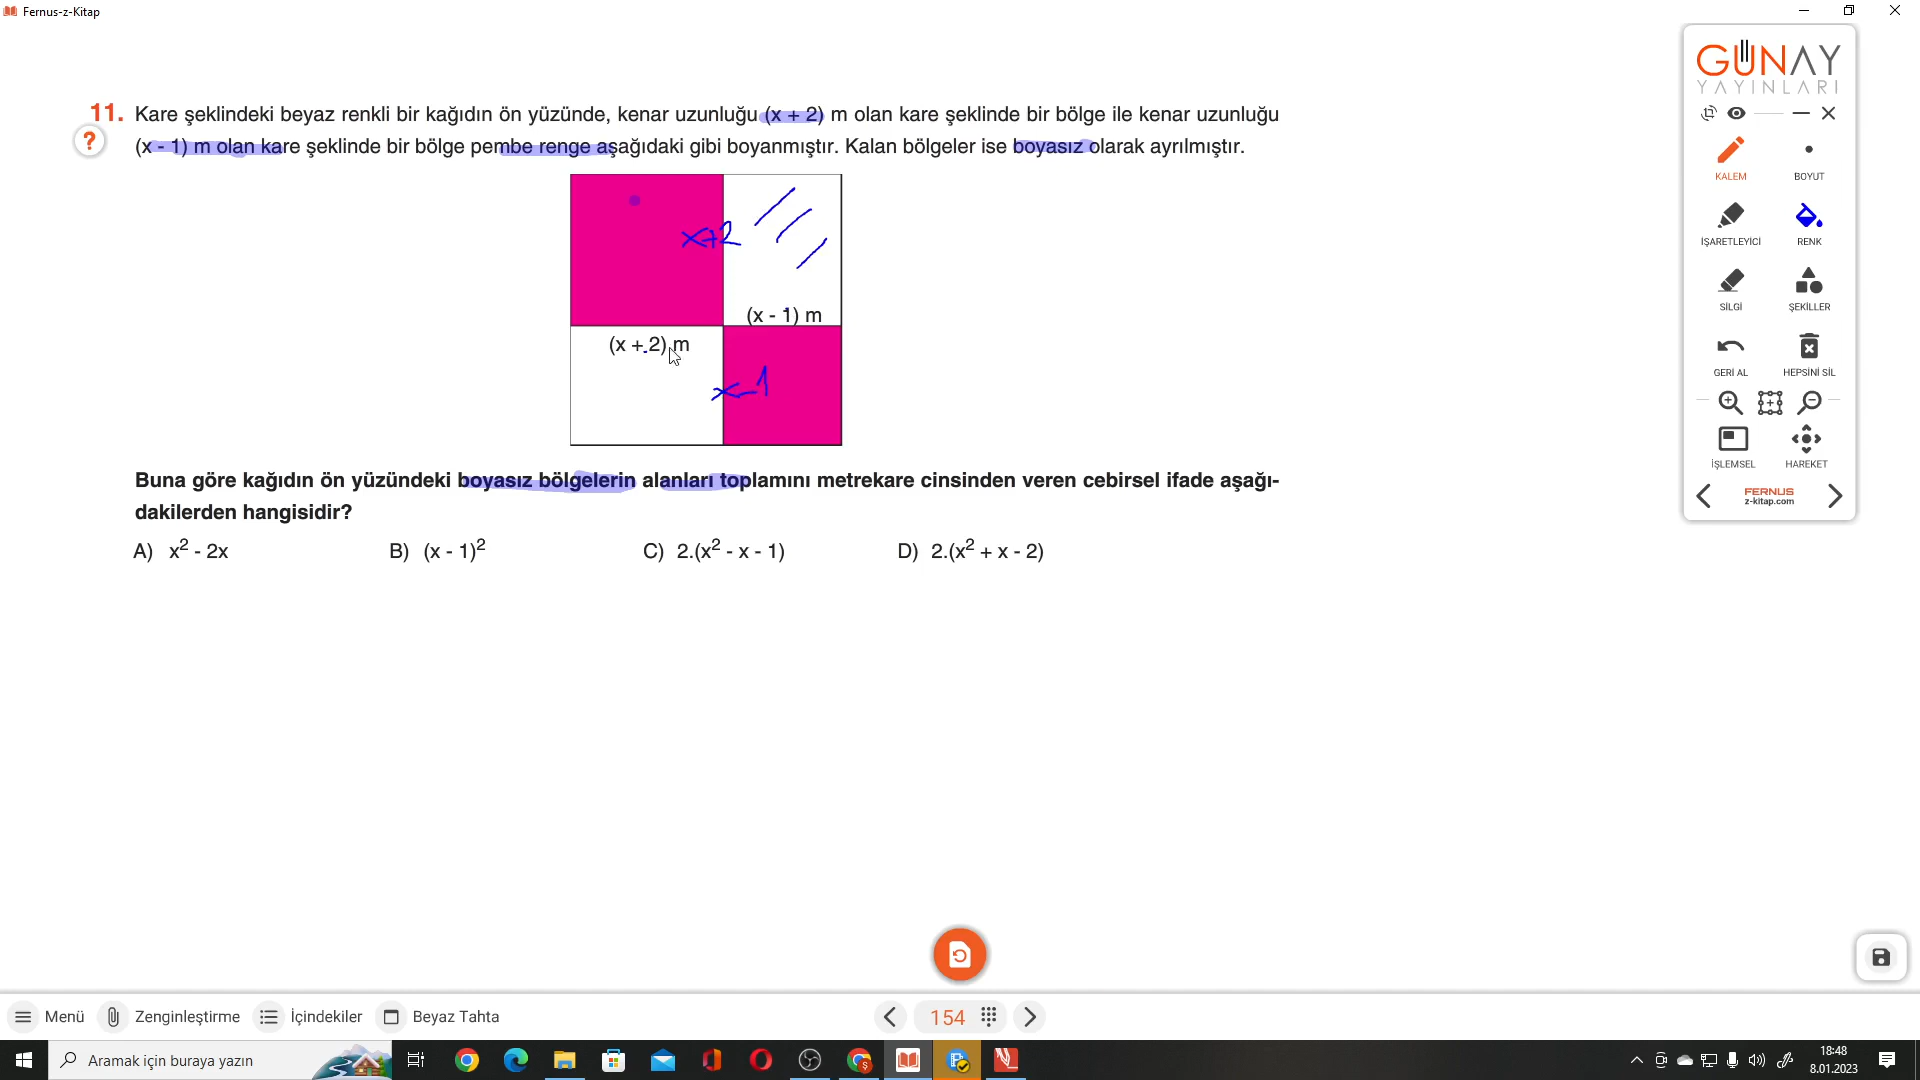 Fernus-z-Kitap
GÜNAY
YAYINLARI
11. Kare şeklindeki beyaz renkli bir kağıdın ön yüzünde, kenar uzunluğu (x + 2) m olan kare şeklinde bir bölge ile kenar uzunluğu
? (x - 1) m olan kare şeklinde bir bölge pembe renge aşağıdaki gibi boyanmıştır. Kalan bölgeler ise boyasız olarak ayrılmıştır.
x+2
(x - 1) m
(x + 2) m
x-1
Buna göre kağıdın ön yüzündeki boyasız bölgelerin alanları toplamını metrekare cinsinden veren cebirsel ifade aşağı-
dakilerden hangisidir?
A) x² - 2x B) (x - 1)² C) 2.(x² - x - 1) D) 2.(x² + x - 2)
KALEM BOYUT
İŞARETLEYİCİ RENK
SİLGİ ŞEKİLLER
GERİ AL HEPSİNİ SİL
İŞLEMSEL HAREKET
FERNUS
z-kitap.com
Menü Zenginleştirme İçindekiler Beyaz Tahta 154
Aramak için buraya yazın
18:48
8.01.2023